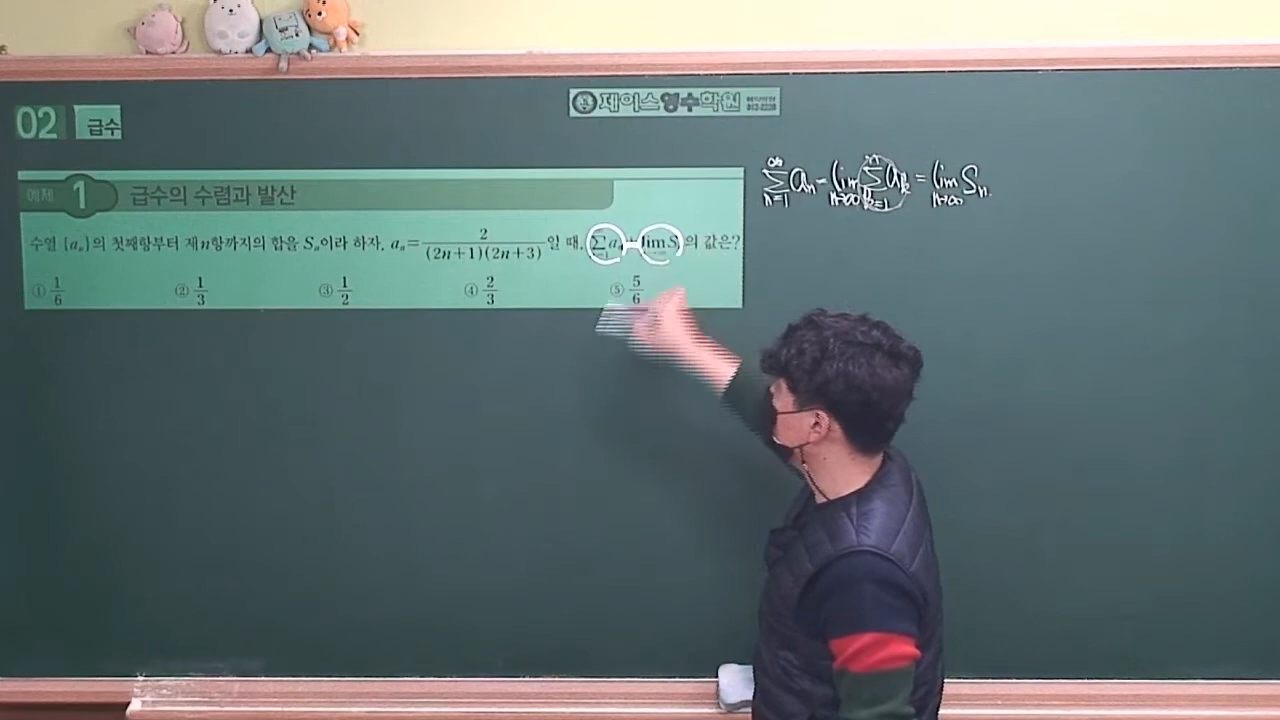 제이스영수학원
02 급수
예제 1 급수의 수렴과 발산
수열 {aₙ}의 첫째항부터 제n항까지의 합을 Sₙ이라 하자. aₙ= 2/((2n+1)(2n+3)) 일 때, ∑aₙ+lim Sₙ의 값은?
① 1/6 ② 1/3 ③ 1/2 ④ 2/3 ⑤ 5/6
∞∑n=1 aₙ = lim n→∞ n∑k=1 aₖ = lim n→∞ Sₙ.